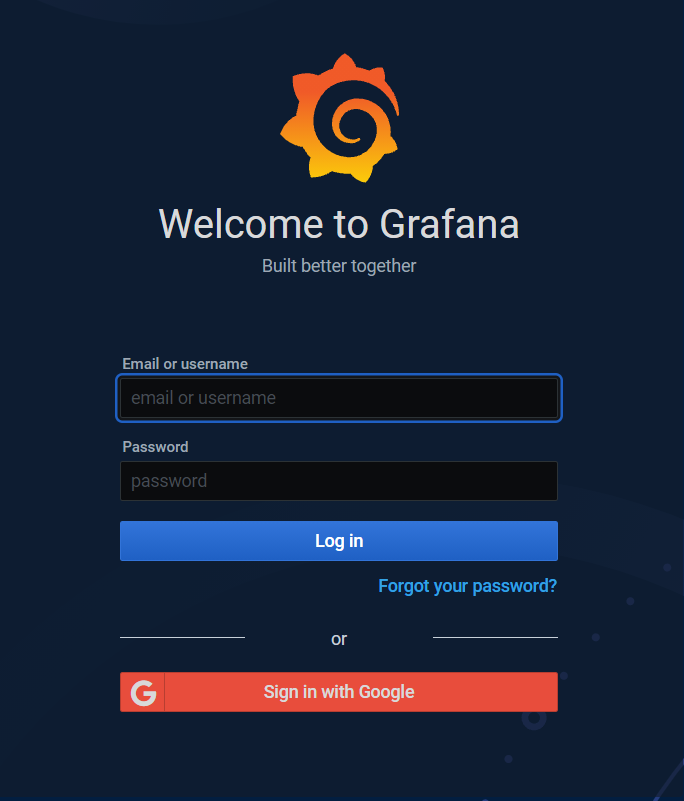 Welcome to Grafana
Built better together
Email or username
email or username
Password
password
Log in
Forgot your password?
or
G
Sign in with Google